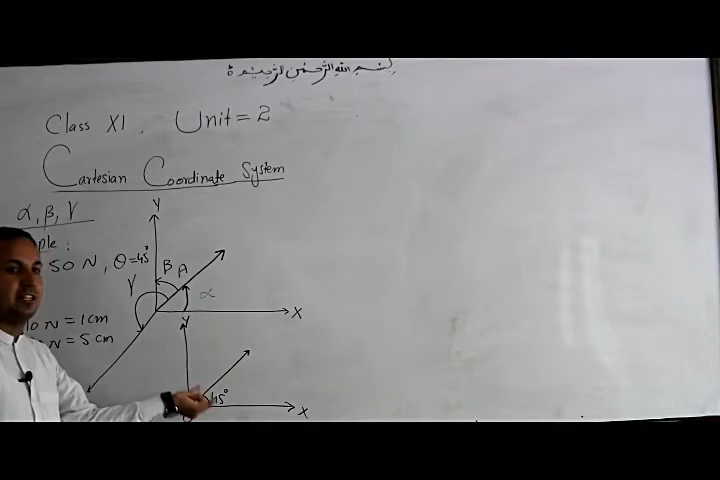 بسم الله الرحمن الرحيم
Class XI, Unit = 2
Cartesian Coordinate System
α, β, γ
ple :
50 N, θ = 45°
10 N = 1 cm
N = 5 cm
Y
β A
γ
α
X
Y
45°
X